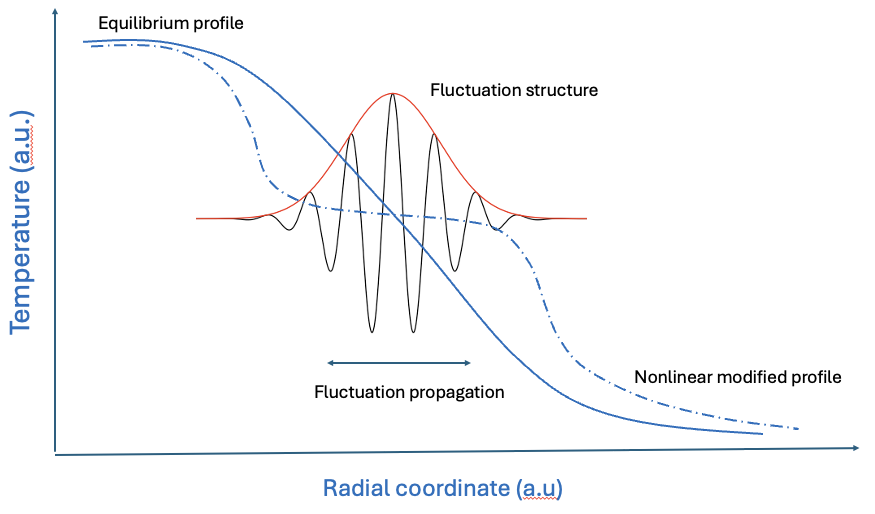 Equilibrium profile
Fluctuation structure
Temperature (a.u.)
Fluctuation propagation
Nonlinear modified profile
Radial coordinate (a.u)